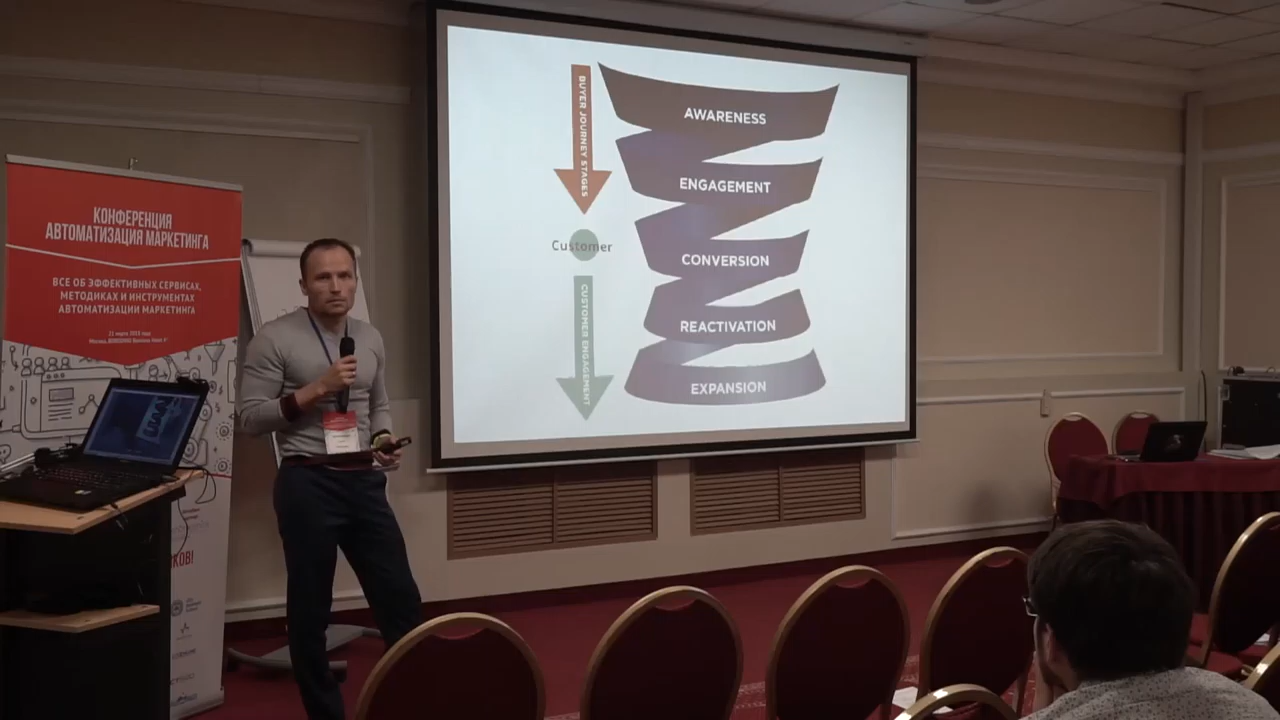 КОНФЕРЕНЦИЯ
АВТОМАТИЗАЦИЯ МАРКЕТИНГА
ВСЕ ОБ ЭФФЕКТИВНЫХ СЕРВИСАХ,
МЕТОДИКАХ И ИНСТРУМЕНТАХ
АВТОМАТИЗАЦИИ МАРКЕТИНГА
BUYER JOURNEY STAGES
Customer
CUSTOMER ENGAGEMENT
AWARENESS
ENGAGEMENT
CONVERSION
REACTIVATION
EXPANSION